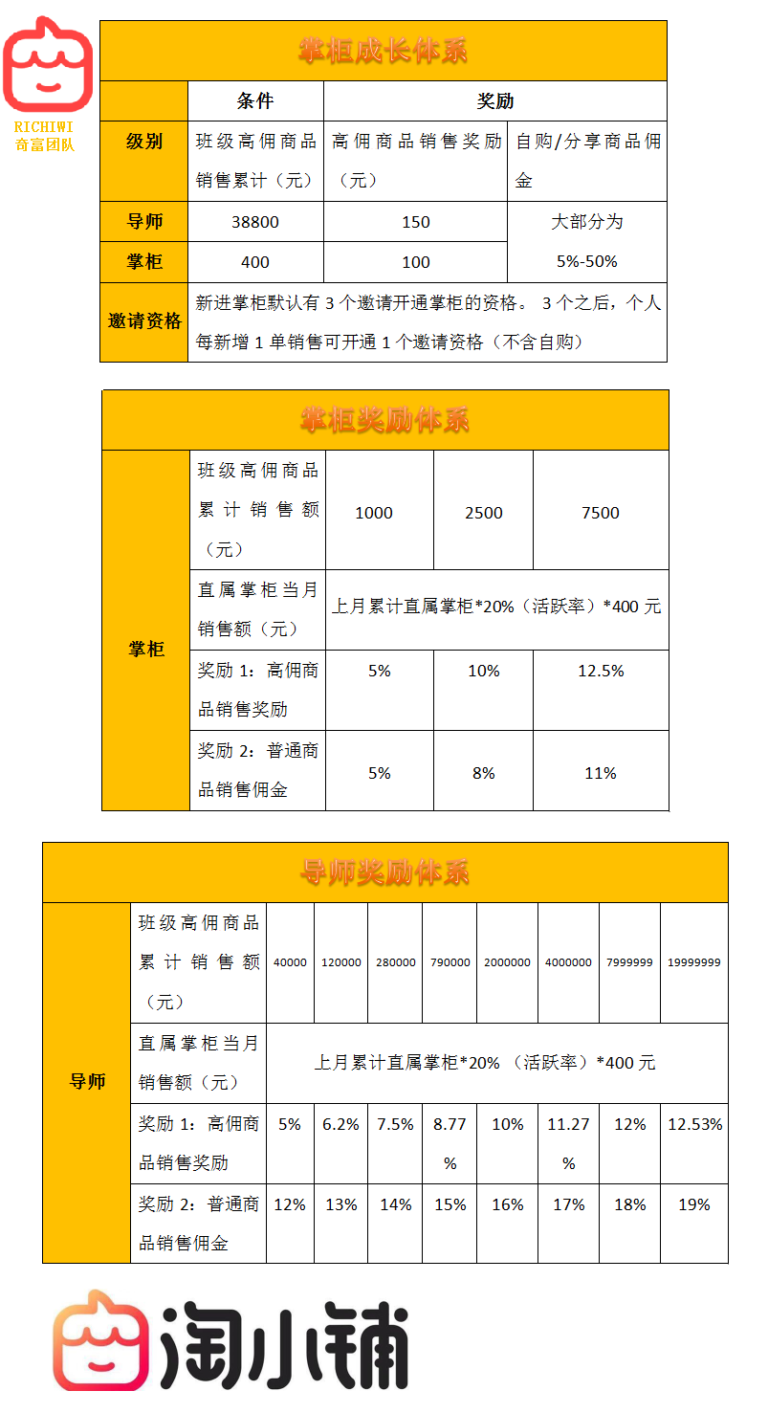 RICHIWI
奇富团队
掌柜成长体系
条件 奖励
级别 班级高佣商品 高佣商品销售奖励 自购/分享商品佣
销售累计（元） （元） 金
导师 38800 150 大部分为
掌柜 400 100 5%-50%
邀请资格
新进掌柜默认有 3 个邀请开通掌柜的资格。 3 个之后，个人
每新增 1 单销售可开通 1 个邀请资格（不含自购）
掌柜奖励体系
掌柜
班级高佣商品
累计销售额
（元）
1000 2500 7500
直属掌柜当月
销售额（元）
上月累计直属掌柜*20%（活跃率）*400 元
奖励 1：高佣商
品销售奖励
5% 10% 12.5%
奖励 2：普通商
品销售佣金
5% 8% 11%
导师奖励体系
导师
班级高佣商品
累计销售额
（元）
40000 120000 280000 790000 2000000 4000000 7999999 19999999
直属掌柜当月
销售额（元）
上月累计直属掌柜*20% （活跃率）*400 元
奖励 1：高佣商
品销售奖励
5% 6.2% 7.5% 8.77
% 10% 11.27
% 12% 12.53%
奖励 2：普通商
品销售佣金
12% 13% 14% 15% 16% 17% 18% 19%
淘小铺